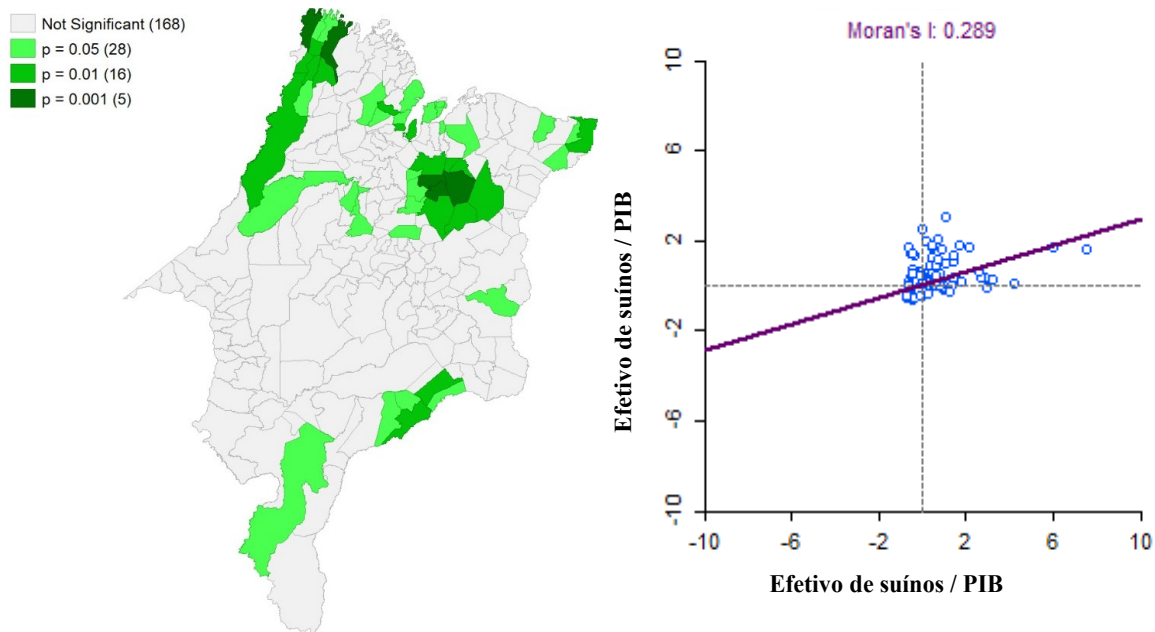 Not Significant (168)
p = 0.05 (28)
p = 0.01 (16)
p = 0.001 (5)
Moran's I: 0.289
Efetivo de suínos / PIB
10
6
2
-2
-6
-10
-10
-6
-2
2
6
10
Efetivo de suínos / PIB